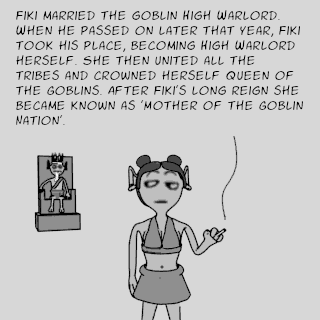 FIKI MARRIED THE GOBLIN HIGH WARLORD.
WHEN HE PASSED ON LATER THAT YEAR, FIKI
TOOK HIS PLACE, BECOMING HIGH WARLORD
HERSELF. SHE THEN UNITED ALL THE
TRIBES AND CROWNED HERSELF QUEEN OF
THE GOBLINS. AFTER FIKI'S LONG REIGN SHE
BECAME KNOWN AS 'MOTHER OF THE GOBLIN
NATION'.